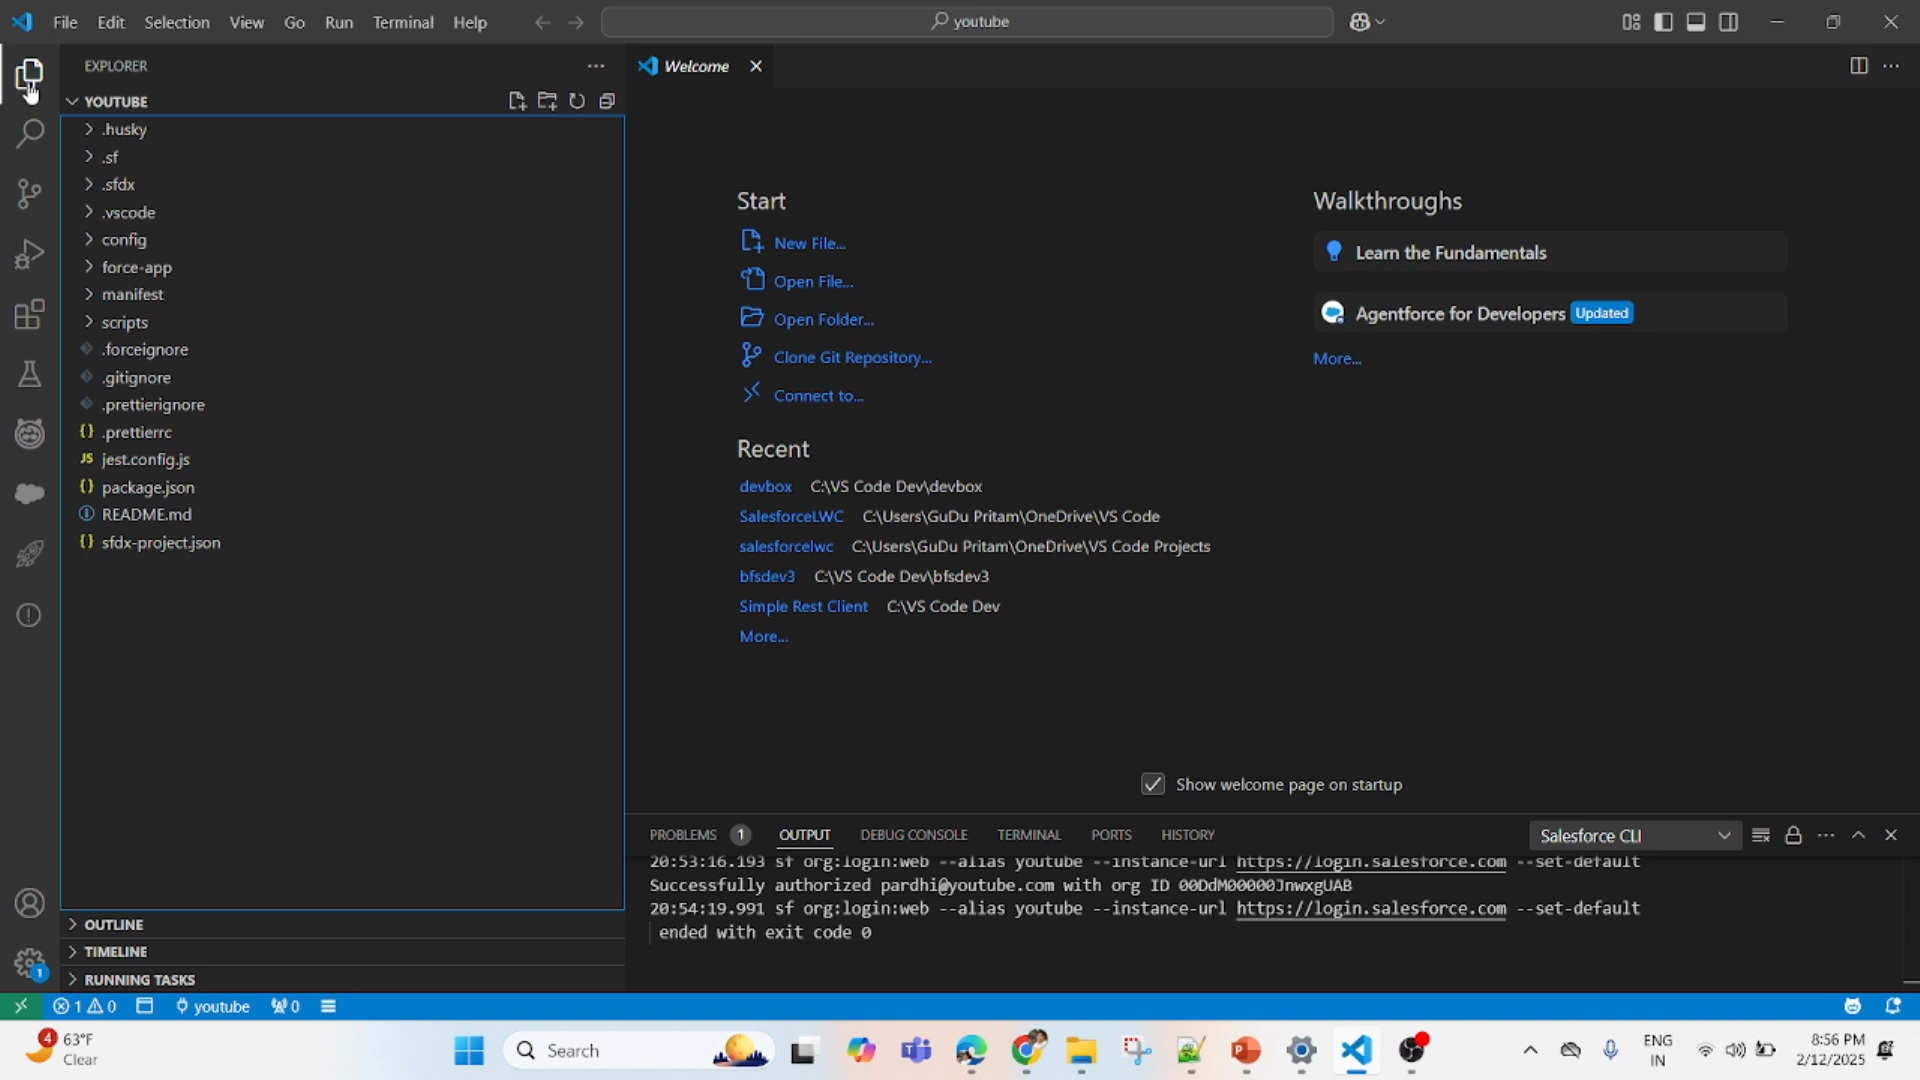 File Edit Selection View Go Run Terminal Help
youtube
EXPLORER
Welcome
YOUTUBE
.husky
.sf
.sfdx
.vscode
config
force-app
manifest
scripts
.forceignore
.gitignore
.prettierignore
.prettierrc
JS jest.config.js
package.json
README.md
sfdx-project.json
OUTLINE
TIMELINE
RUNNING TASKS
Start
New File...
Open File...
Open Folder...
Clone Git Repository...
Connect to...
Recent
devbox C:\VS Code Dev\devbox
SalesforceLWC C:\Users\GuDu Pritam\OneDrive\VS Code
salesforcelwc C:\Users\GuDu Pritam\OneDrive\VS Code Projects
bfsdev3 C:\VS Code Dev\bfsdev3
Simple Rest Client C:\VS Code Dev
More...
Walkthroughs
Learn the Fundamentals
Agentforce for Developers Updated
More...
Show welcome page on startup
PROBLEMS 1 OUTPUT DEBUG CONSOLE TERMINAL PORTS HISTORY
Salesforce CLI
20:53:16.193 sf org:login:web --alias youtube --instance-url https://login.salesforce.com --set-default
Successfully authorized pardhi@youtube.com with org ID 00DdM00000JnwxgUAB
20:54:19.991 sf org:login:web --alias youtube --instance-url https://login.salesforce.com --set-default
ended with exit code 0
1
1 0 youtube 0
4 63°F
Clear
Search
ENG
IN
8:56 PM
2/12/2025